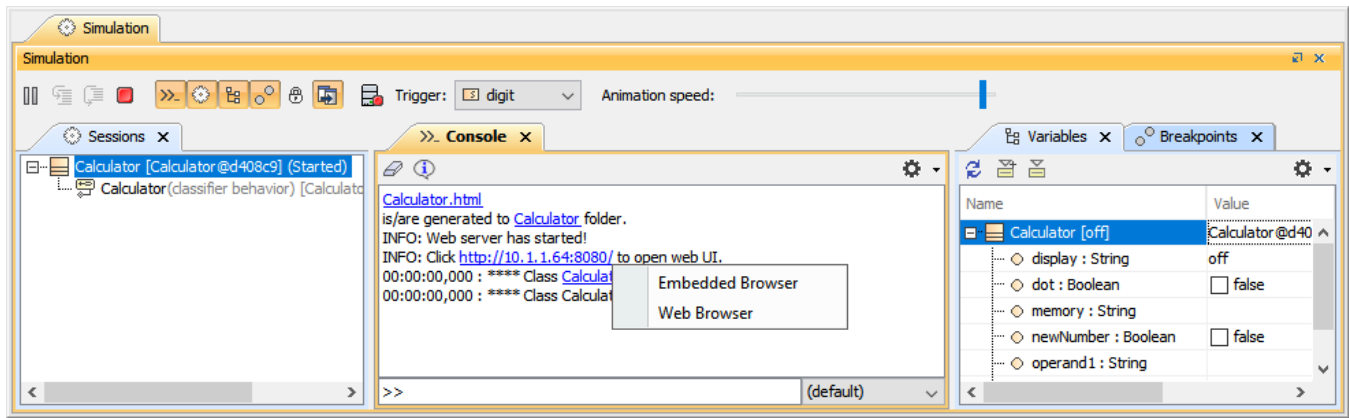 Simulation
Simulation
Trigger: digit Animation speed:
Sessions
Calculator [Calculator@d408c9] (Started)
Calculator(classifier behavior) [Calculato
>>_ Console
Calculator.html
is/are generated to Calculator folder.
INFO: Web server has started!
INFO: Click http://10.1.1.64:8080/ to open web UI.
00:00:00,000 : **** Class Calculat
00:00:00,000 : **** Class Calculat
Embedded Browser
Web Browser
>>
(default)
Variables
Breakpoints
Name Value
Calculator [off] Calculator@d40
display : String off
dot : Boolean false
memory : String
newNumber : Boolean false
operand1 : String